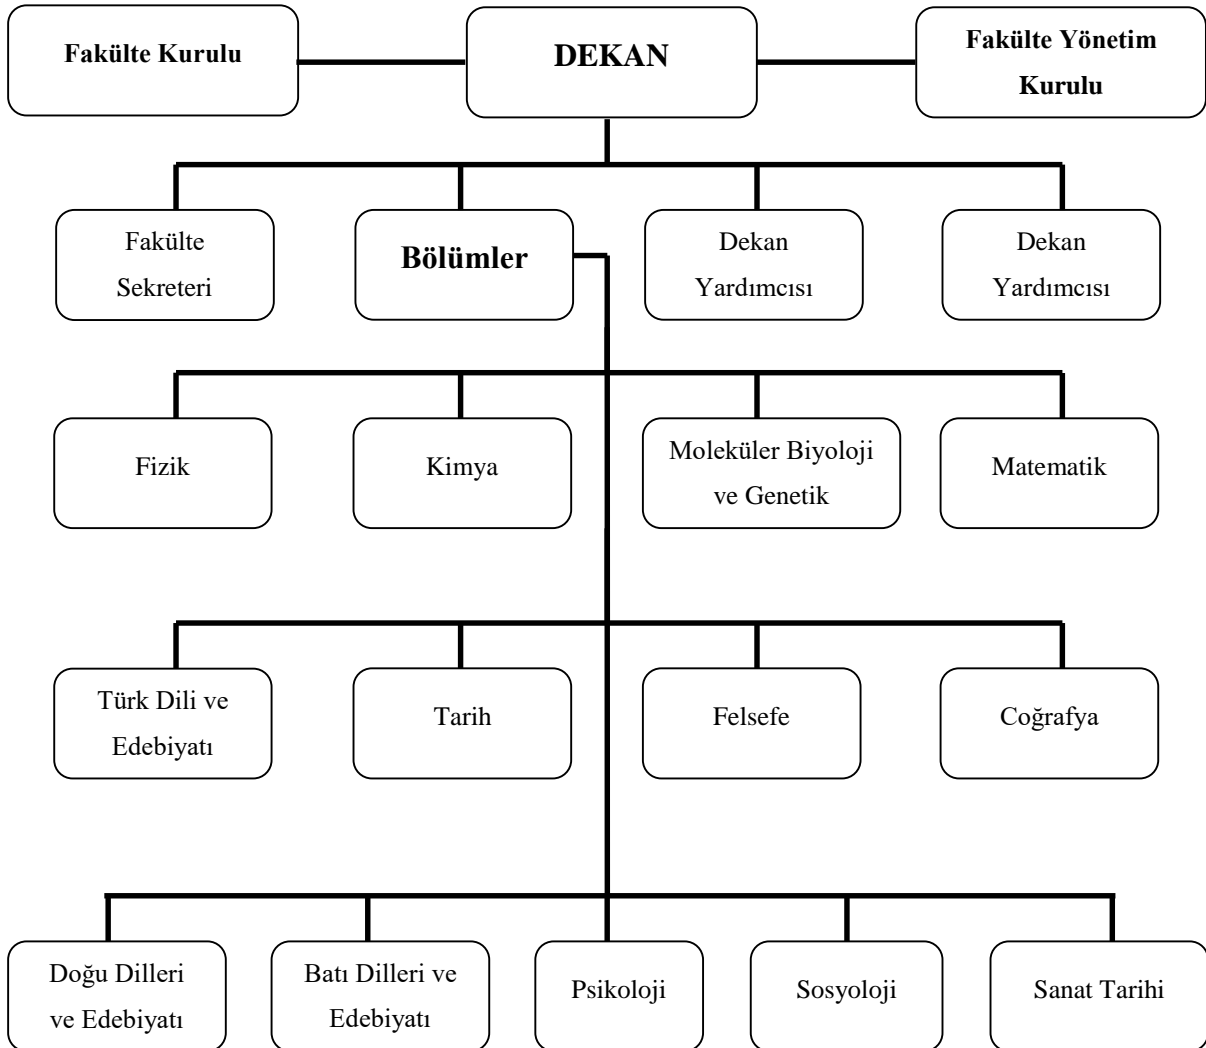 Fakülte Kurulu
DEKAN
Fakülte Yönetim
Kurulu
Fakülte
Sekreteri
Bölümler
Dekan
Yardımcısı
Dekan
Yardımcısı
Fizik
Kimya
Moleküler Biyoloji
ve Genetik
Matematik
Türk Dili ve
Edebiyatı
Tarih
Felsefe
Coğrafya
Doğu Dilleri
ve Edebiyatı
Batı Dilleri ve
Edebiyatı
Psikoloji
Sosyoloji
Sanat Tarihi